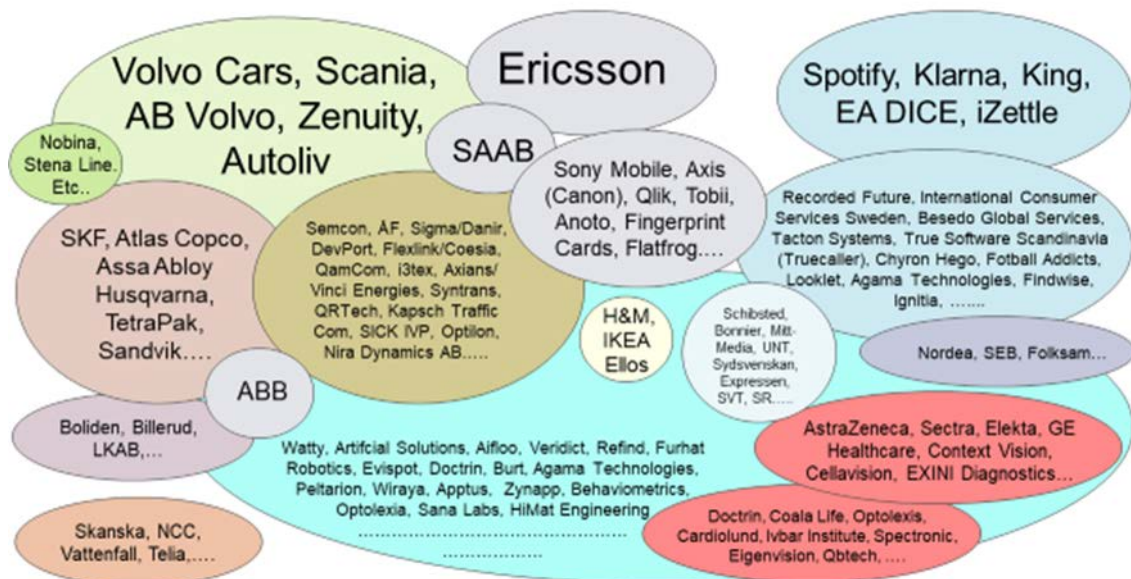 Volvo Cars, Scania,
AB Volvo, Zenuity,
Autoliv
Ericsson
Spotify, Klarna, King,
EA DICE, iZettle
Nobina,
Stena Line.
Etc..
SAAB
Sony Mobile, Axis
(Canon), Qlik, Tobii,
Anoto, Fingerprint
Cards, Flatfrog….
Recorded Future, International Consumer
Services Sweden, Besedo Global Services,
Tacton Systems, True Software Scandinavia
(Truecaller), Chyron Hego, Fotball Addicts,
Looklet, Agama Technologies, Findwise,
Ignitia, …….
SKF, Atlas Copco,
Assa Abloy
Husqvarna,
TetraPak,
Sandvik….
Semcon, ÅF, Sigma/Danir,
DevPort, Flexlink/Coesia,
QamCom, i3tex, Axians/
Vinci Energies, Syntrans,
QRTech, Kapsch Traffic
Com, SICK IVP, Optilon,
Nira Dynamics AB…..
H&M,
IKEA
Ellos
Schibsted,
Bonnier, Mitt-
Media, UNT,
Sydsvenskan,
Expressen,
SVT, SR…..
Nordea, SEB, Folksam…
ABB
Boliden, Billerud,
LKAB,…
Watty, Artifcial Solutions, Aifloo, Veridict, Refind, Furhat
Robotics, Evispot, Doctrin, Burt, Agama Technologies,
Peltarion, Wiraya, Apptus, Zynapp, Behaviometrics,
Optolexia, Sana Labs, HiMat Engineering
………………………………………
………………
AstraZeneca, Sectra, Elekta, GE
Healthcare, Context Vision,
Cellavision, EXINI Diagnostics…
Doctrin, Coala Life, Optolexis,
Cardiolund, Ivbar Institute, Spectronic,
Eigenvision, Qbtech, ….
Skanska, NCC,
Vattenfall, Telia,….